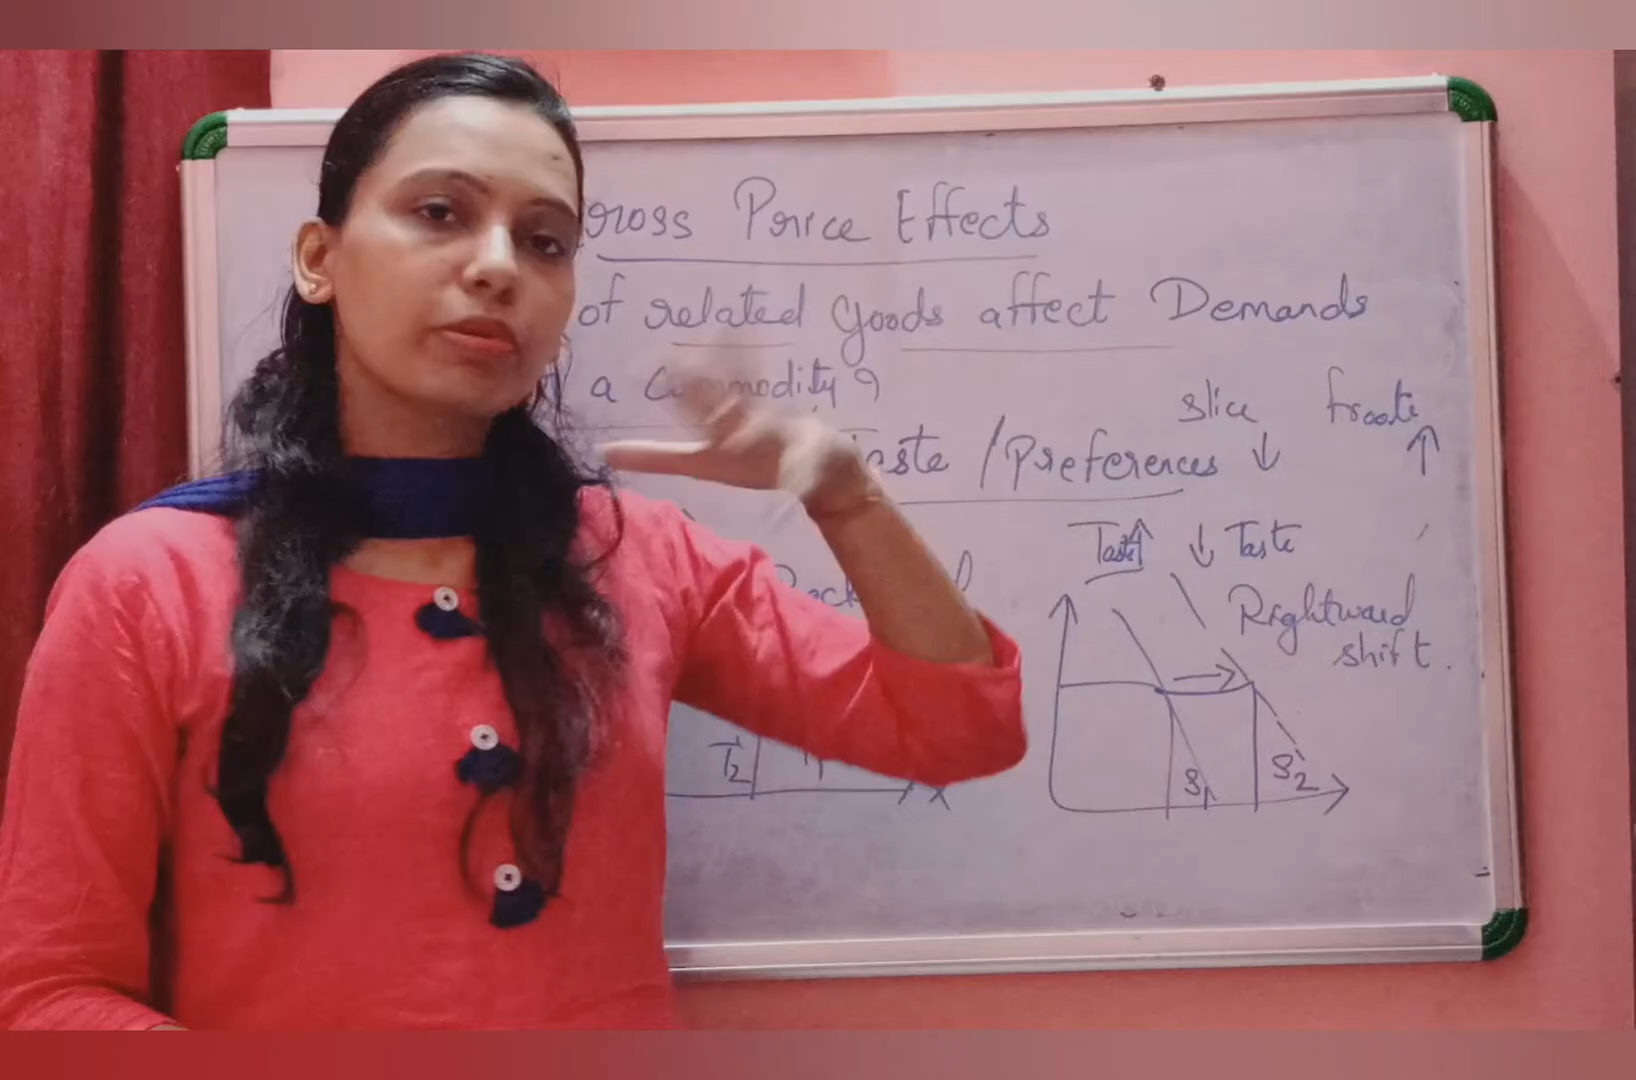 Cross Price Effects
of related Goods affect Demands
a Commodity?
slice frooti
Taste / Preferences ↓ ↑
Taste↑ ↓ Taste
Rightward
shift.
T2 T1
X
S1 S2